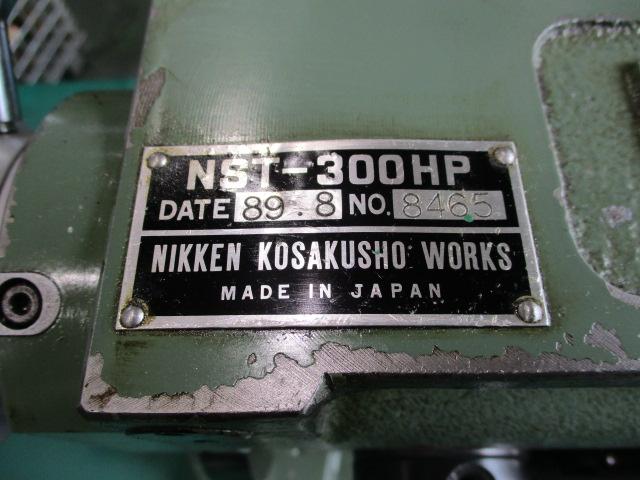 NST-300HP
DATE 89.8 NO. 8465
NIKKEN KOSAKUSHO WORKS
MADE IN JAPAN